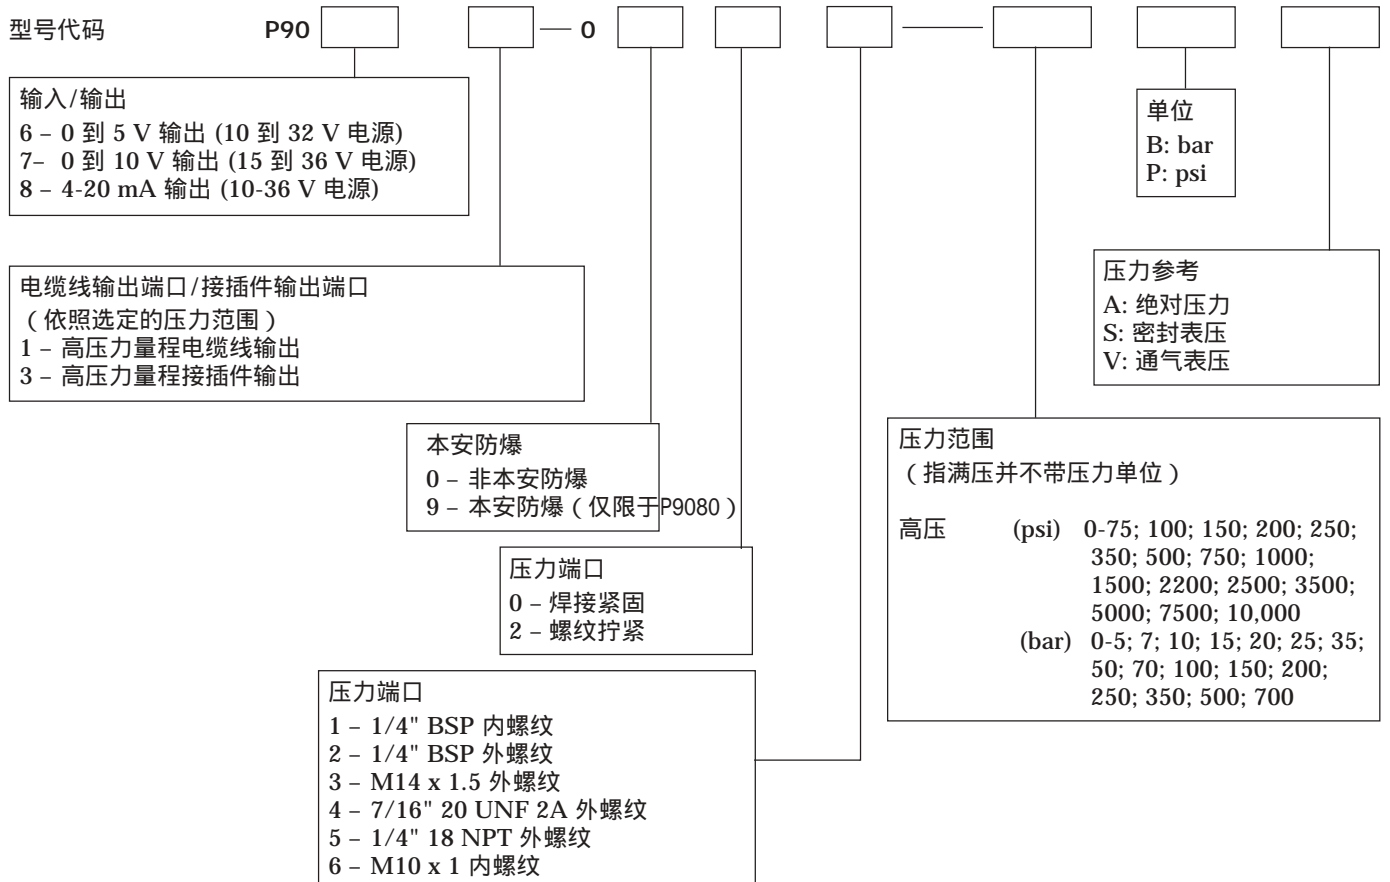 型号代码 P90 — 0 —
输入/输出
6 – 0 到 5 V 输出 (10 到 32 V 电源)
7– 0 到 10 V 输出 (15 到 36 V 电源)
8 – 4-20 mA 输出 (10-36 V 电源)
单位
B: bar
P: psi
电缆线输出端口/接插件输出端口
（依照选定的压力范围）
1 – 高压力量程电缆线输出
3 – 高压力量程接插件输出
压力参考
A: 绝对压力
S: 密封表压
V: 通气表压
本安防爆
0 – 非本安防爆
9 – 本安防爆（仅限于P9080）
压力范围
（指满压并不带压力单位）
高压 (psi) 0-75; 100; 150; 200; 250;
350; 500; 750; 1000;
1500; 2200; 2500; 3500;
5000; 7500; 10,000
(bar) 0-5; 7; 10; 15; 20; 25; 35;
50; 70; 100; 150; 200;
250; 350; 500; 700
压力端口
0 – 焊接紧固
2 – 螺纹拧紧
压力端口
1 – 1/4" BSP 内螺纹
2 – 1/4" BSP 外螺纹
3 – M14 x 1.5 外螺纹
4 – 7/16" 20 UNF 2A 外螺纹
5 – 1/4" 18 NPT 外螺纹
6 – M10 x 1 内螺纹